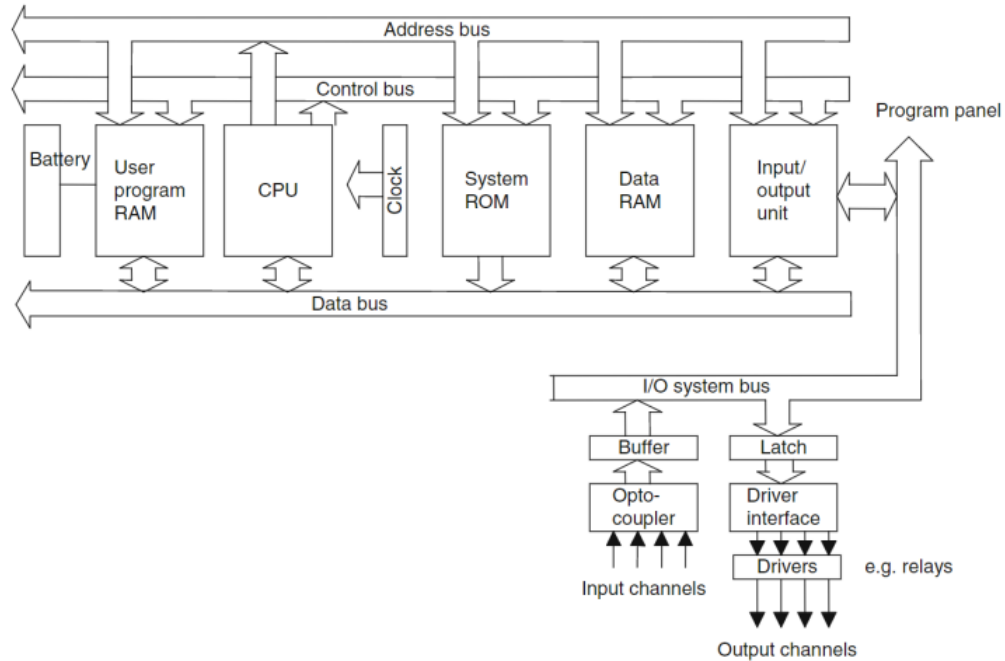 Address bus
Control bus
Program panel
Battery
User
program
RAM
CPU
Clock
System
ROM
Data
RAM
Input/
output
unit
Data bus
I/O system bus
Buffer
Latch
Opto-
coupler
Driver
interface
Input channels
Drivers
e.g. relays
Output channels